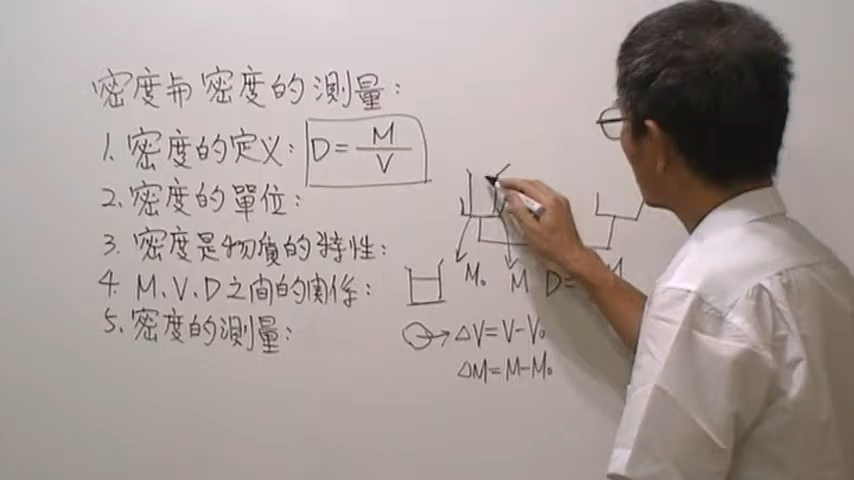 密度与密度的測量:
1. 密度的定义: D = M/V
2. 密度的單位:
3. 密度是物質的特性:
4. M、V、D之間的関係:
5. 密度的測量:
M₀ M D=
ΔV = V - V₀
ΔM = M - M₀